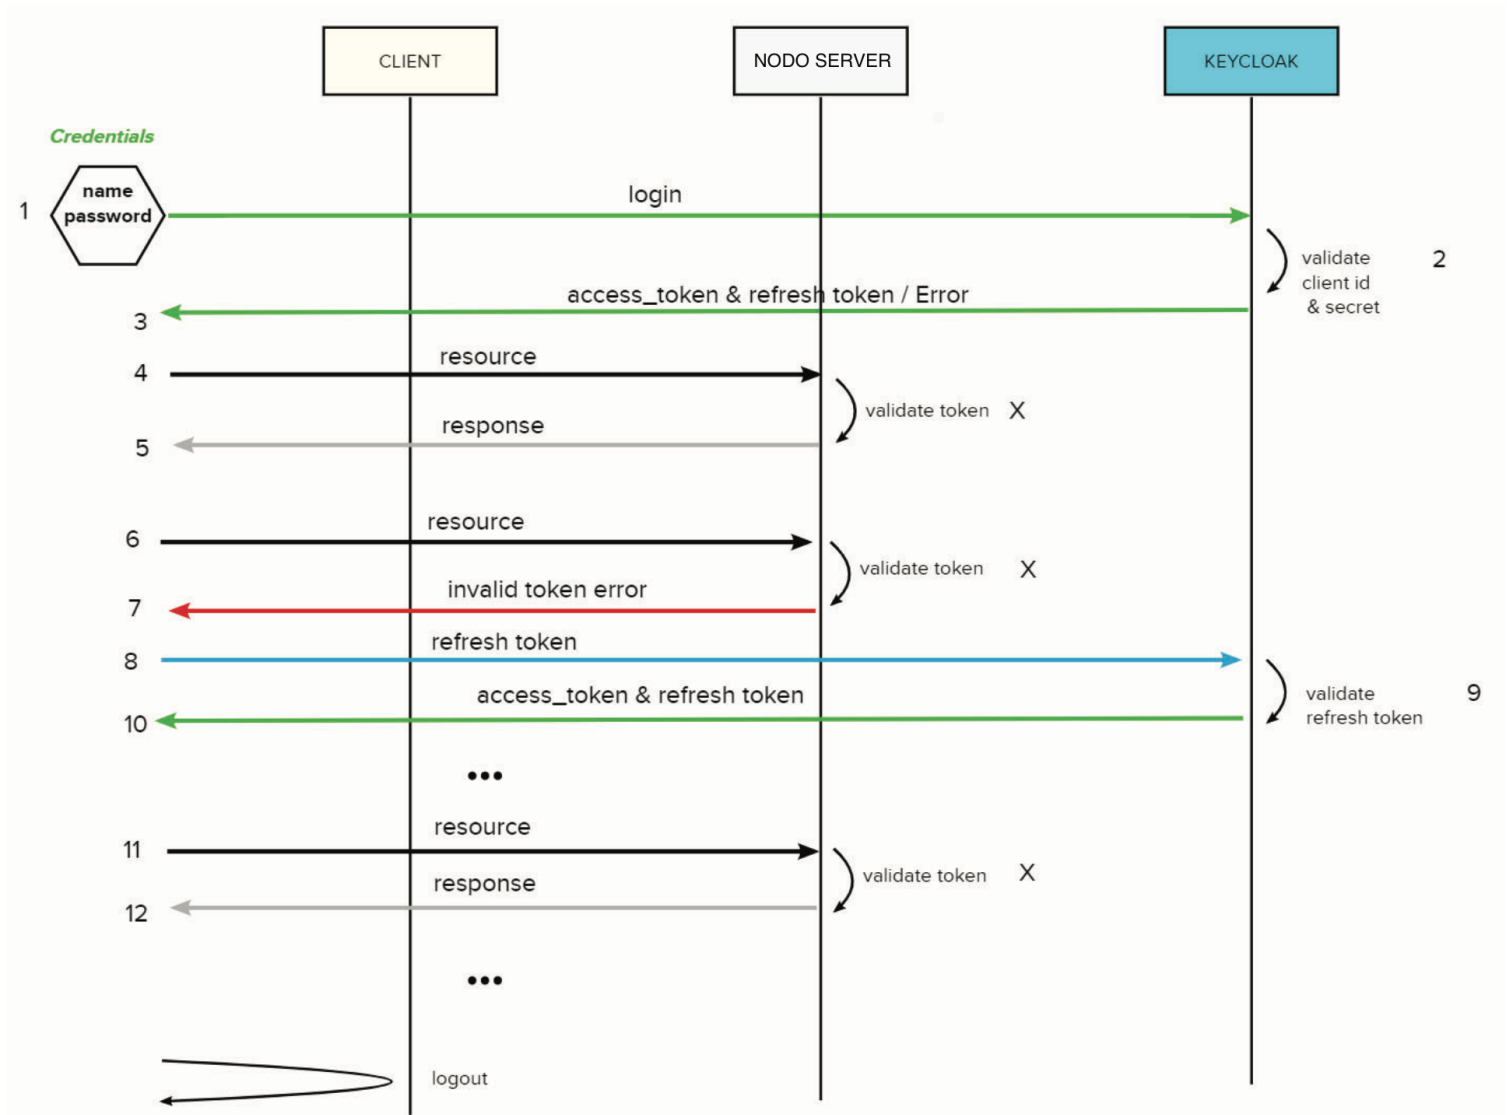 CLIENT
NODO SERVER
KEYCLOAK
Credentials
name
password
1
login
validate
client id
& secret
2
access_token & refresh token / Error
3
resource
4
validate token X
response
5
resource
6
validate token X
invalid token error
7
refresh token
8
validate
refresh token
9
access_token & refresh token
10
•••
resource
11
validate token X
response
12
•••
logout